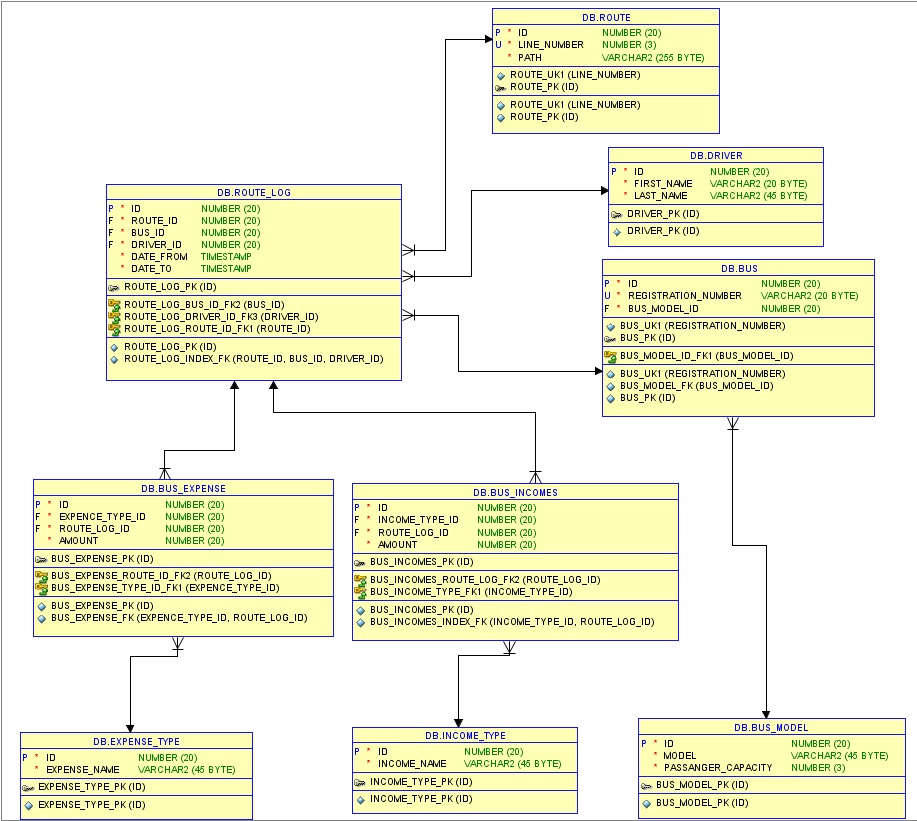 DB.ROUTE
P * ID NUMBER (20)
U * LINE_NUMBER NUMBER (3)
* PATH VARCHAR2 (255 BYTE)
ROUTE_UK1 (LINE_NUMBER)
ROUTE_PK (ID)
ROUTE_UK1 (LINE_NUMBER)
ROUTE_PK (ID)
DB.DRIVER
P * ID NUMBER (20)
* FIRST_NAME VARCHAR2 (20 BYTE)
* LAST_NAME VARCHAR2 (45 BYTE)
DRIVER_PK (ID)
DRIVER_PK (ID)
DB.ROUTE_LOG
P * ID NUMBER (20)
F * ROUTE_ID NUMBER (20)
F * BUS_ID NUMBER (20)
F * DRIVER_ID NUMBER (20)
* DATE_FROM TIMESTAMP
* DATE_TO TIMESTAMP
ROUTE_LOG_PK (ID)
ROUTE_LOG_BUS_ID_FK2 (BUS_ID)
ROUTE_LOG_DRIVER_ID_FK3 (DRIVER_ID)
ROUTE_LOG_ROUTE_ID_FK1 (ROUTE_ID)
ROUTE_LOG_PK (ID)
ROUTE_LOG_INDEX_FK (ROUTE_ID, BUS_ID, DRIVER_ID)
DB.BUS
P * ID NUMBER (20)
U * REGISTRATION_NUMBER VARCHAR2 (20 BYTE)
F * BUS_MODEL_ID NUMBER (20)
BUS_UK1 (REGISTRATION_NUMBER)
BUS_PK (ID)
BUS_MODEL_ID_FK1 (BUS_MODEL_ID)
BUS_UK1 (REGISTRATION_NUMBER)
BUS_MODEL_FK (BUS_MODEL_ID)
BUS_PK (ID)
DB.BUS_EXPENSE
P * ID NUMBER (20)
F * EXPENCE_TYPE_ID NUMBER (20)
F * ROUTE_LOG_ID NUMBER (20)
* AMOUNT NUMBER (20)
BUS_EXPENSE_PK (ID)
BUS_EXPENSE_ROUTE_ID_FK2 (ROUTE_LOG_ID)
BUS_EXPENSE_TYPE_ID_FK1 (EXPENCE_TYPE_ID)
BUS_EXPENSE_PK (ID)
BUS_EXPENSE_FK (EXPENCE_TYPE_ID, ROUTE_LOG_ID)
DB.BUS_INCOMES
P * ID NUMBER (20)
F * INCOME_TYPE_ID NUMBER (20)
F * ROUTE_LOG_ID NUMBER (20)
* AMOUNT NUMBER (20)
BUS_INCOMES_PK (ID)
BUS_INCOMES_ROUTE_LOG_FK2 (ROUTE_LOG_ID)
BUS_INCOME_TYPE_FK1 (INCOME_TYPE_ID)
BUS_INCOMES_PK (ID)
BUS_INCOMES_INDEX_FK (INCOME_TYPE_ID, ROUTE_LOG_ID)
DB.EXPENSE_TYPE
P * ID NUMBER (20)
* EXPENSE_NAME VARCHAR2 (45 BYTE)
EXPENSE_TYPE_PK (ID)
EXPENSE_TYPE_PK (ID)
DB.INCOME_TYPE
P * ID NUMBER (20)
* INCOME_NAME VARCHAR2 (45 BYTE)
INCOME_TYPE_PK (ID)
INCOME_TYPE_PK (ID)
DB.BUS_MODEL
P * ID NUMBER (20)
* MODEL VARCHAR2 (45 BYTE)
* PASSANGER_CAPACITY NUMBER (3)
BUS_MODEL_PK (ID)
BUS_MODEL_PK (ID)